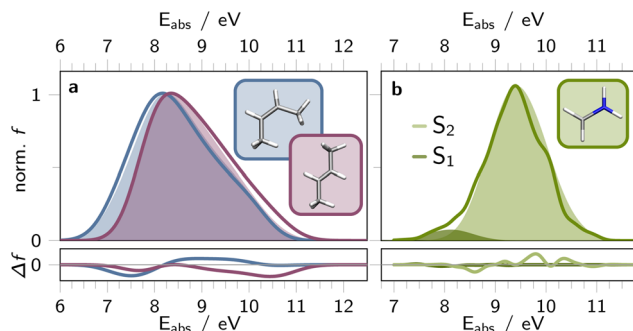 E_abs / eV E_abs / eV
6 7 8 9 10 11 12 7 8 9 10 11
a b
1
norm. f
S₂
S₁
0
Δf 0
6 7 8 9 10 11 12 7 8 9 10 11
E_abs / eV E_abs / eV